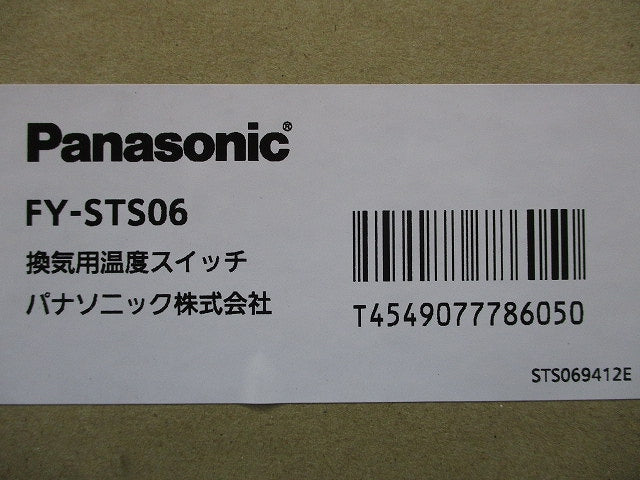 Panasonic®
FY-STS06
換気用温度スイッチ
パナソニック株式会社
T4549077786050
STS069412E